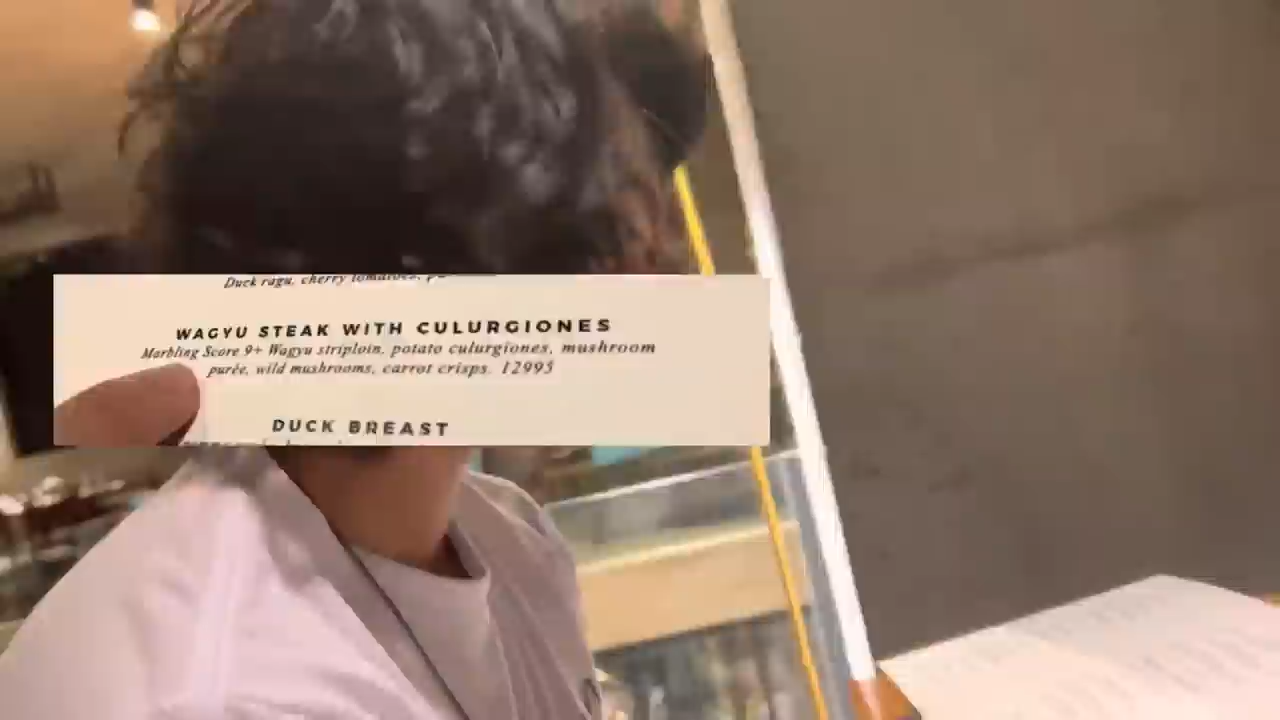 Duck ragu, cherry tomatoes,
WAGYU STEAK WITH CULURGIONES
Marbling Score 9+ Wagyu striploin, potato culurgiones, mushroom
purée, wild mushrooms, carrot crisps. 12995
DUCK BREAST